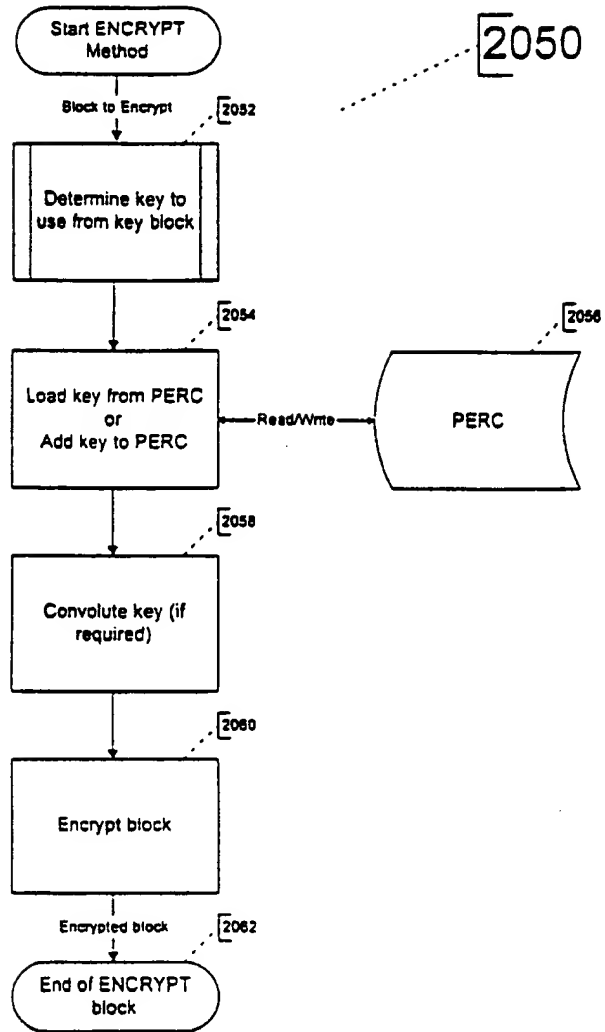 Start ENCRYPT
Method
2050
Block to Encrypt
2052
Determine key to
use from key block
2054
2056
Load key from PERC
or
Add key to PERC
Read/Write
PERC
2058
Convolute key (if
required)
2060
Encrypt block
Encrypted block
2062
End of ENCRYPT
block